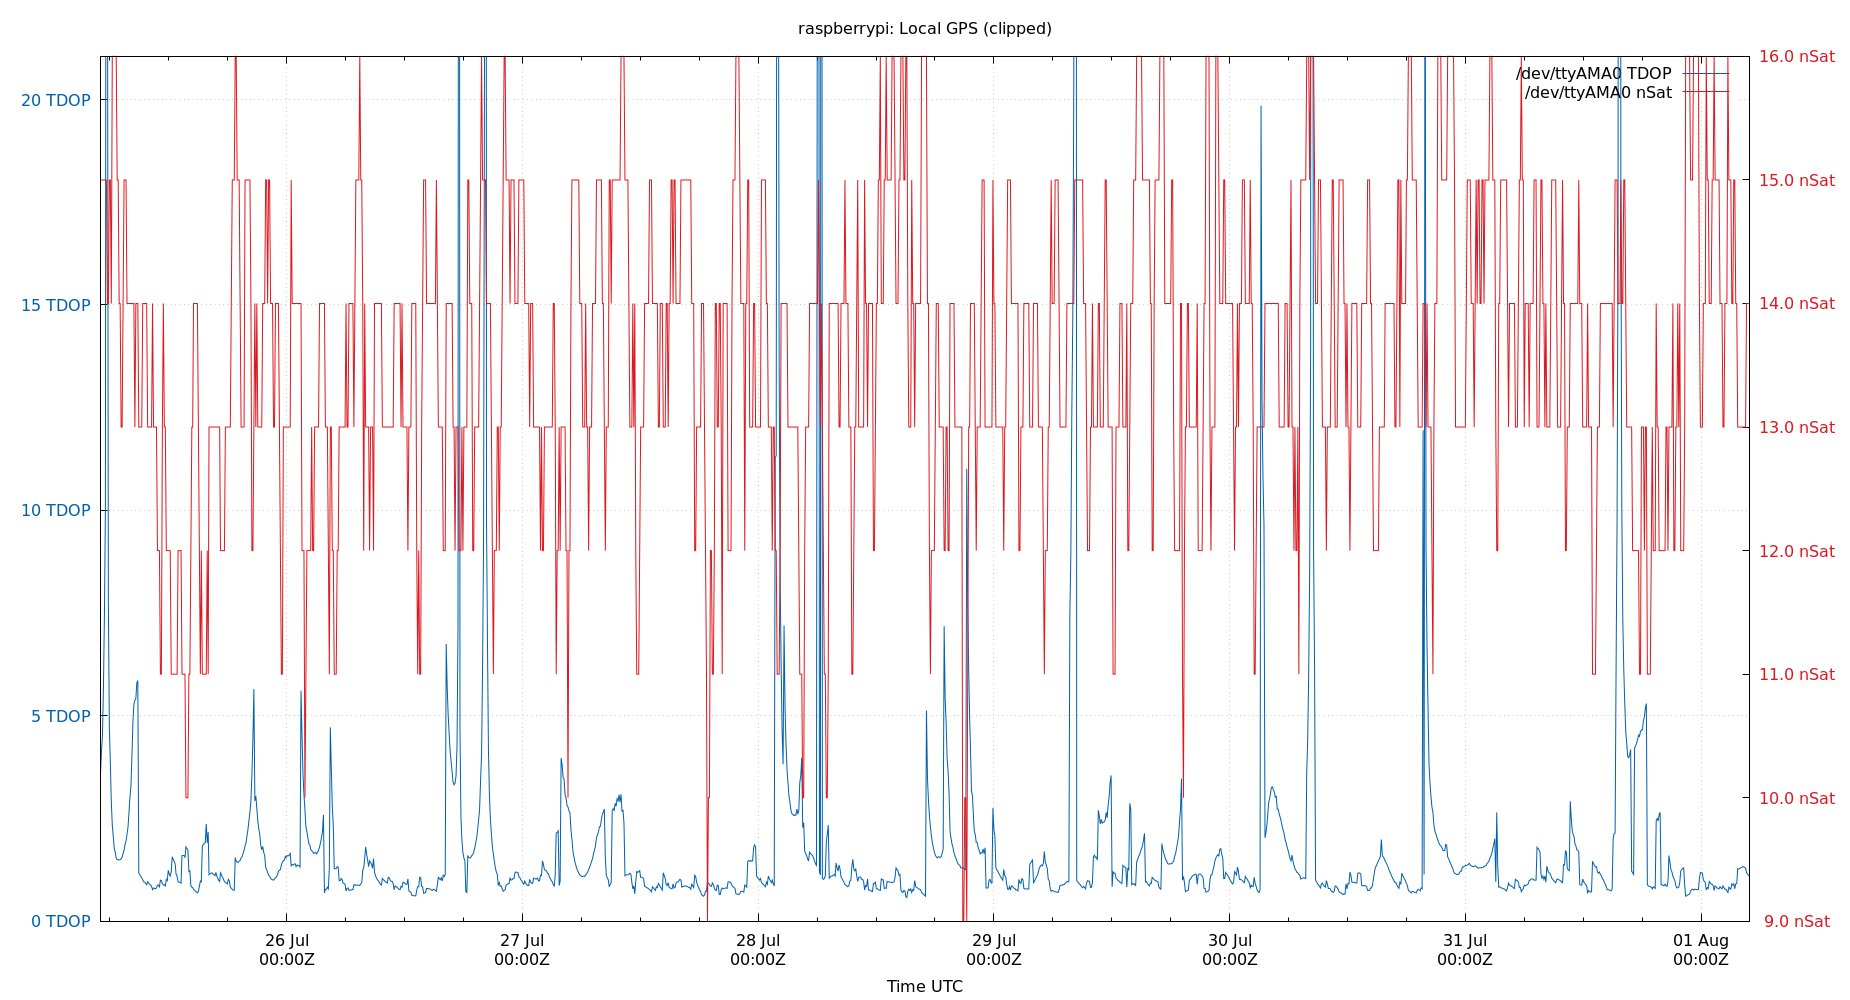 raspberrypi: Local GPS (clipped)
/dev/ttyAMA0 TDOP
/dev/ttyAMA0 nSat
20 TDOP
15 TDOP
10 TDOP
5 TDOP
0 TDOP
16.0 nSat
15.0 nSat
14.0 nSat
13.0 nSat
12.0 nSat
11.0 nSat
10.0 nSat
9.0 nSat
26 Jul
00:00Z
27 Jul
00:00Z
28 Jul
00:00Z
29 Jul
00:00Z
30 Jul
00:00Z
31 Jul
00:00Z
01 Aug
00:00Z
Time UTC